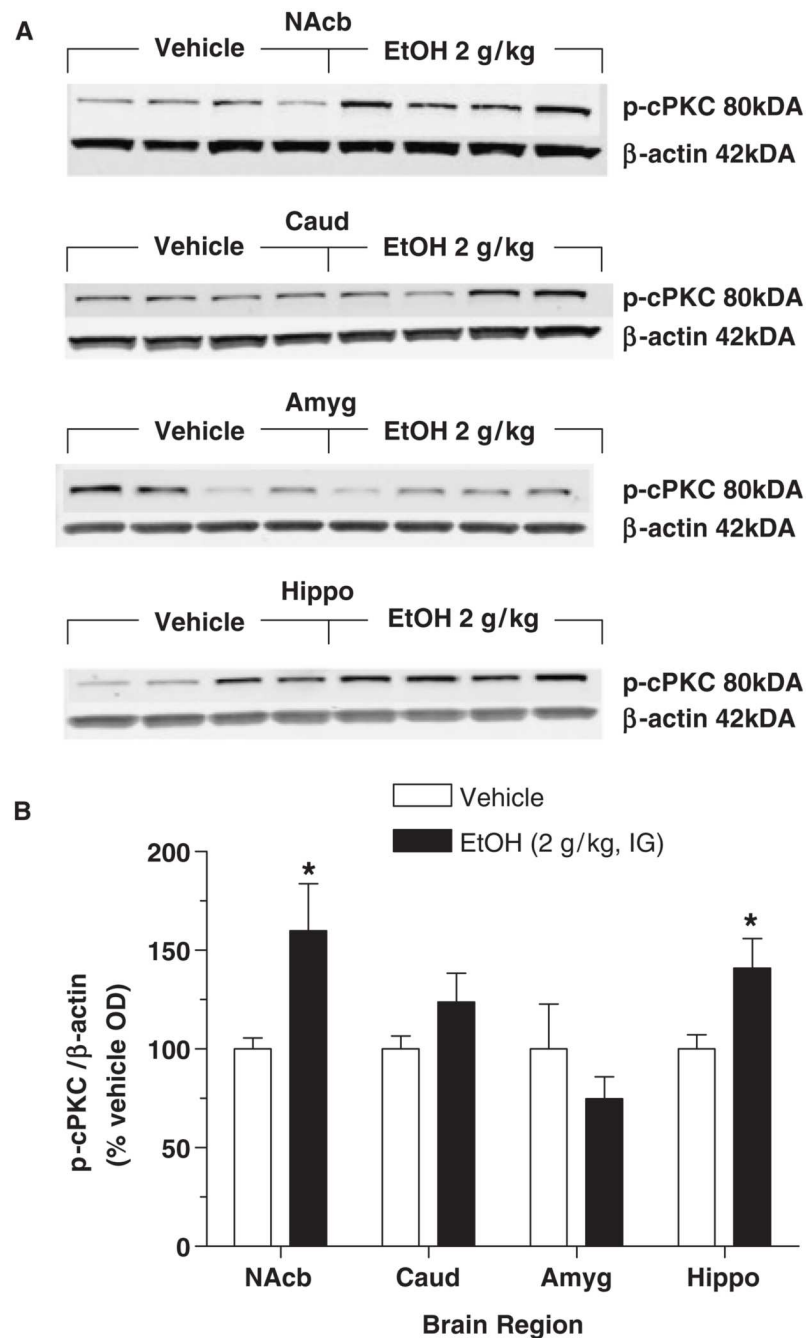 A
NAcb
Vehicle EtOH 2 g/kg
p-cPKC 80kDA
β-actin 42kDA
Caud
Vehicle EtOH 2 g/kg
p-cPKC 80kDA
β-actin 42kDA
Amyg
Vehicle EtOH 2 g/kg
p-cPKC 80kDA
β-actin 42kDA
Hippo
Vehicle EtOH 2 g/kg
p-cPKC 80kDA
β-actin 42kDA
B
Vehicle
EtOH (2 g/kg, IG)
p-cPKC /β-actin
(% vehicle OD)
200
150
100
50
0
* *
NAcb Caud Amyg Hippo
Brain Region